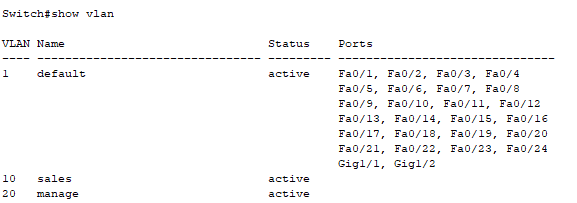 Switch#show vlan
VLAN Name                             Status    Ports
---- -------------------------------- --------- -------------------------------
1    default                          active    Fa0/1, Fa0/2, Fa0/3, Fa0/4
                                                Fa0/5, Fa0/6, Fa0/7, Fa0/8
                                                Fa0/9, Fa0/10, Fa0/11, Fa0/12
                                                Fa0/13, Fa0/14, Fa0/15, Fa0/16
                                                Fa0/17, Fa0/18, Fa0/19, Fa0/20
                                                Fa0/21, Fa0/22, Fa0/23, Fa0/24
                                                Gig1/1, Gig1/2
10   sales                            active
20   manage                           active